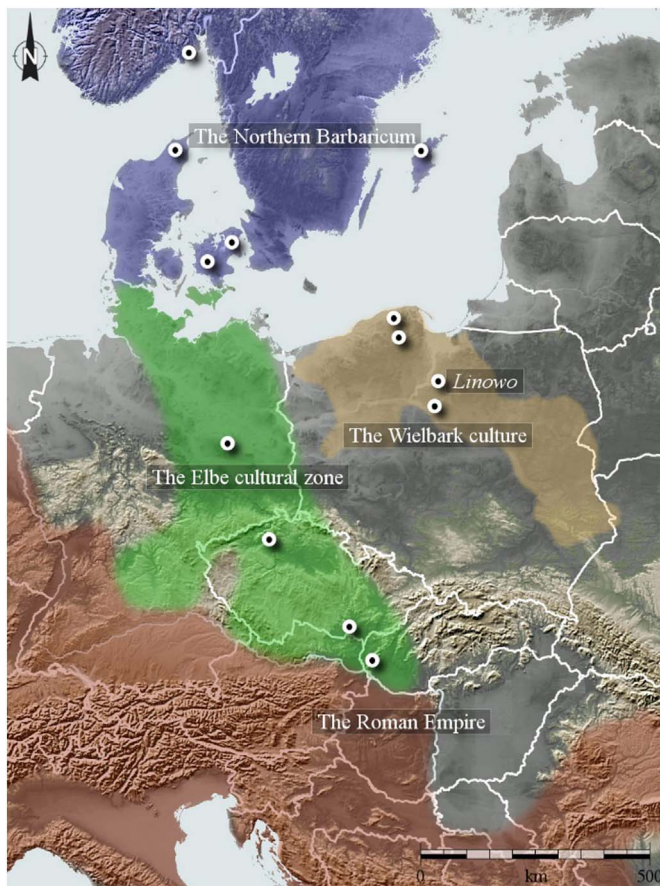 N
The Northern Barbaricum
Linowo
The Wielbark culture
The Elbe cultural zone
The Roman Empire
0 km 500